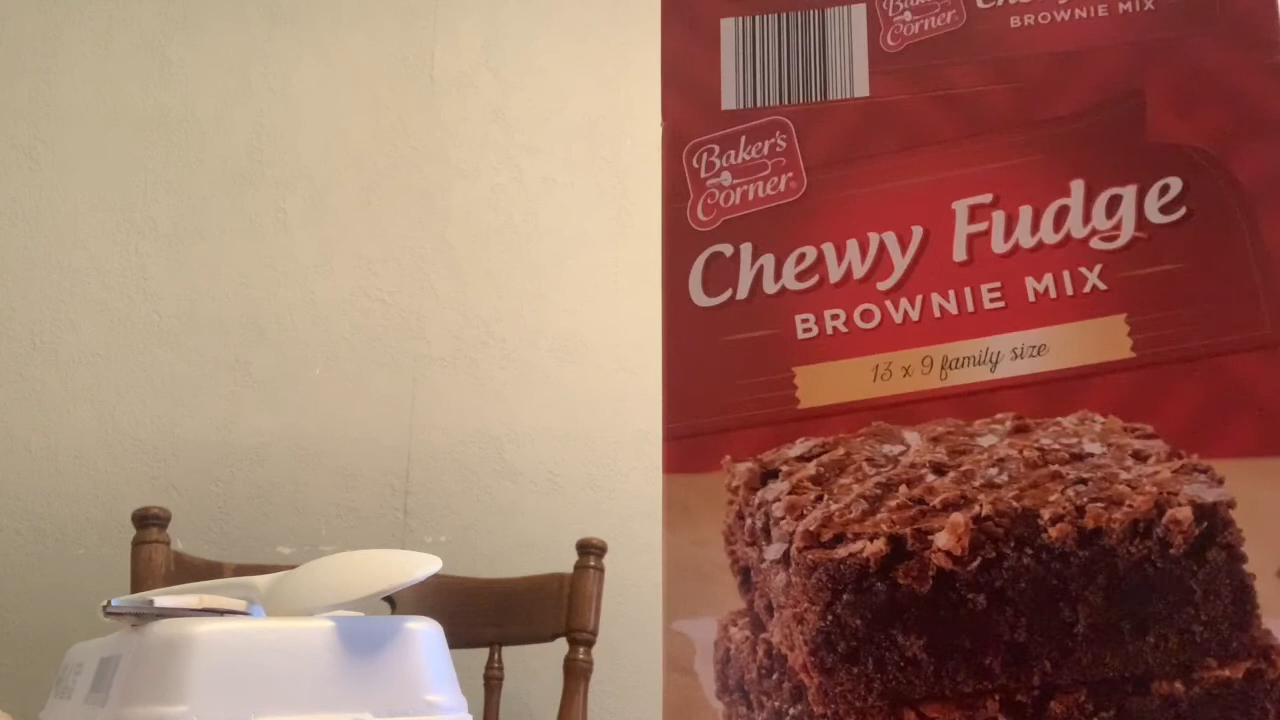 Baker's
Corner
BROWNIE MIX
Baker's
Corner
Chewy Fudge
BROWNIE MIX
13 x 9 family size